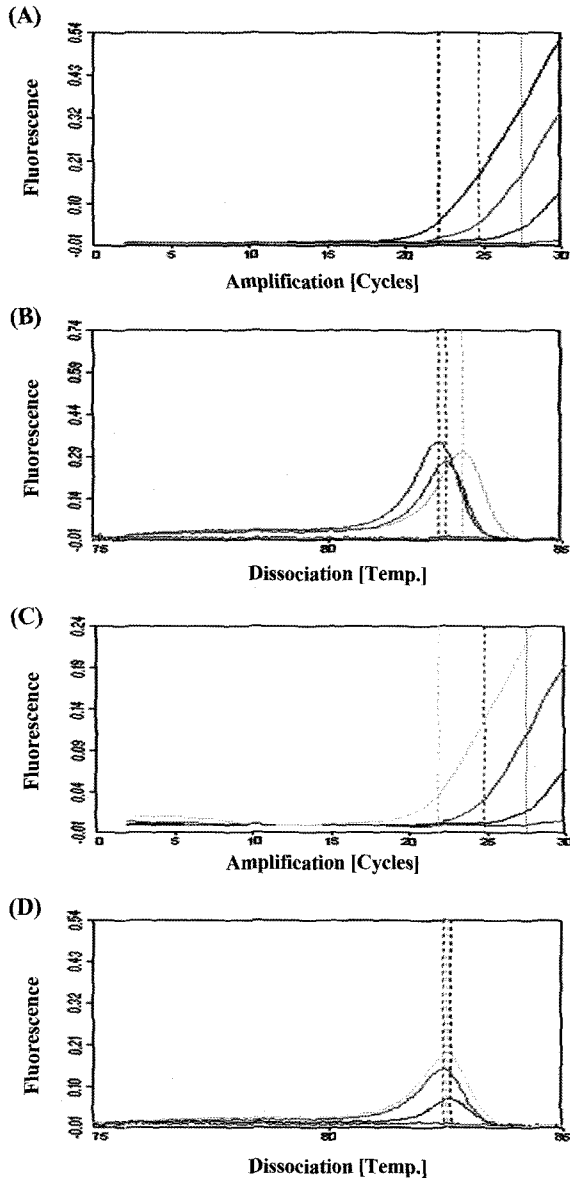 (A)
Fluorescence
0.54
0.43
0.32
0.21
0.10
-0.01
0 5 10 15 20 25 30
Amplification [Cycles]
(B)
Fluorescence
0.74
0.59
0.44
0.29
0.14
-0.01
75 80 85
Dissociation [Temp.]
(C)
Fluorescence
0.24
0.19
0.14
0.09
0.04
-0.01
0 5 10 15 20 25 30
Amplification [Cycles]
(D)
Fluorescence
0.54
0.43
0.32
0.21
0.10
-0.01
75 80 85
Dissociation [Temp.]